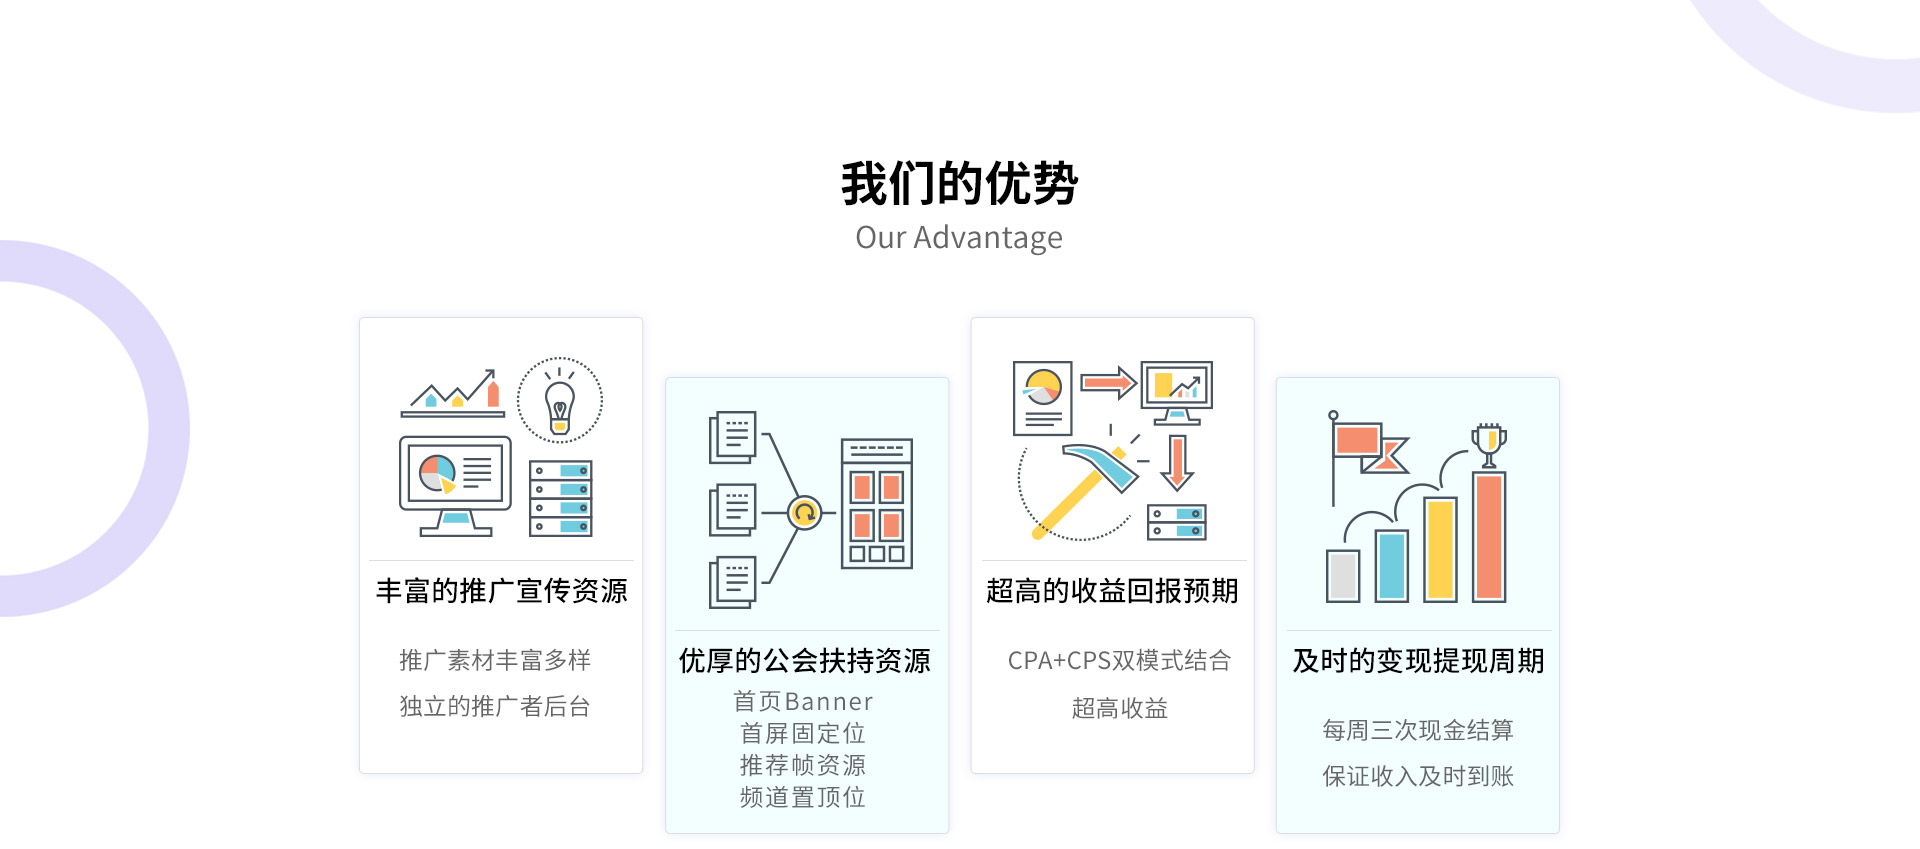 我们的优势
Our Advantage
丰富的推广宣传资源
推广素材丰富多样
独立的推广者后台
优厚的公会扶持资源
首页Banner
首屏固定位
推荐帧资源
频道置顶位
超高的收益回报预期
CPA+CPS双模式结合
超高收益
及时的变现提现周期
每周三次现金结算
保证收入及时到账